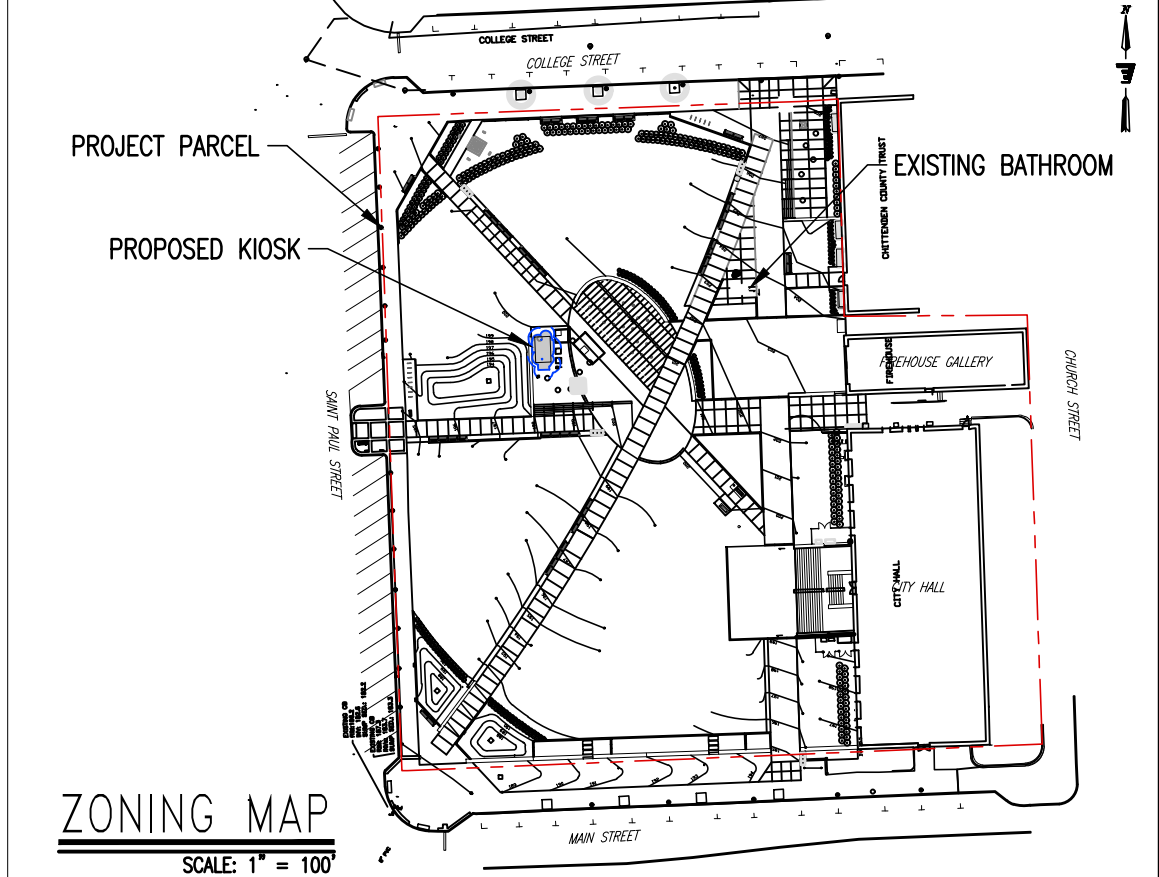 N
COLLEGE STREET
COLLEGE STREET
PROJECT PARCEL
EXISTING BATHROOM
CHITTENDEN COUNTY TRUST
PROPOSED KIOSK
FIREHOUSE
FIREHOUSE GALLERY
CHURCH STREET
SAINT PAUL STREET
CITY HALL
CITY HALL
MAIN STREET
ZONING MAP
SCALE: 1" = 100'